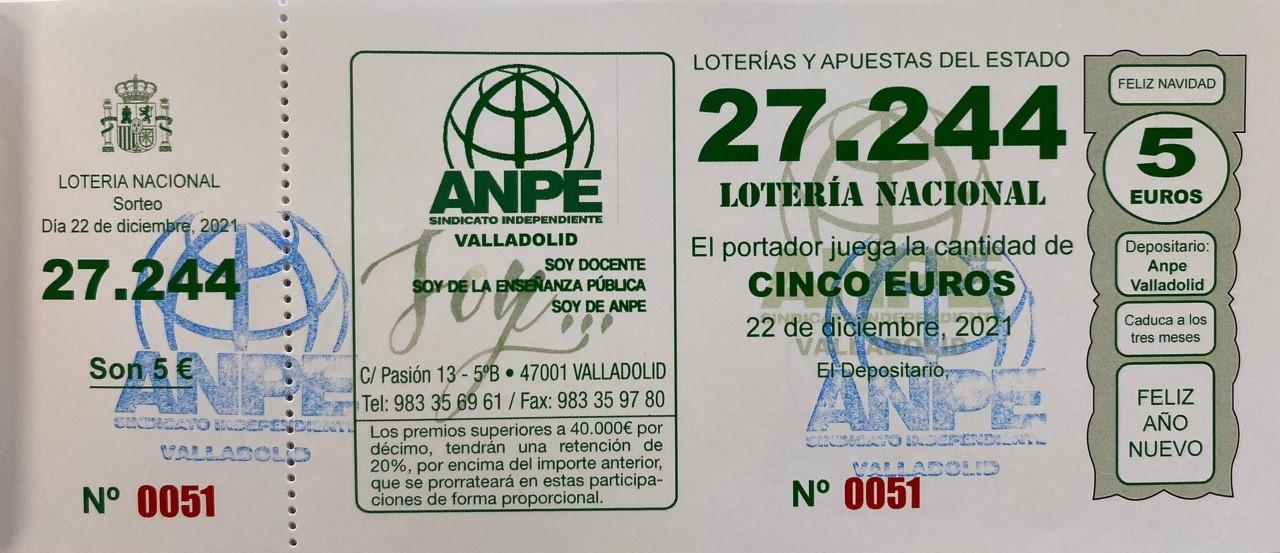 LOTERIA NACIONAL
Sorteo
Día 22 de diciembre, 2021
27.244
Son 5 €
ANPE
SINDICATO INDEPENDIENTE
VALLADOLID
Nº 0051
ANPE
SINDICATO INDEPENDIENTE
VALLADOLID
Soy...
SOY DOCENTE
SOY DE LA ENSEÑANZA PÚBLICA
SOY DE ANPE
C/ Pasión 13 - 5ºB • 47001 VALLADOLID
Tel: 983 35 69 61 / Fax: 983 35 97 80
Los premios superiores a 40.000€ por
décimo, tendrán una retención de
20%, por encima del importe anterior,
que se prorrateará en estas participa-
ciones de forma proporcional.
LOTERÍAS Y APUESTAS DEL ESTADO
27.244
LOTERÍA NACIONAL
El portador juega la cantidad de
CINCO EUROS
22 de diciembre, 2021
El Depositario,
ANPE
SINDICATO INDEPENDIENTE
VALLADOLID
ANPE
SINDICATO INDEPENDIENTE
VALLADOLID
Nº 0051
FELIZ NAVIDAD
5
EUROS
Depositario:
Anpe
Valladolid
Caduca a los
tres meses
FELIZ
AÑO
NUEVO